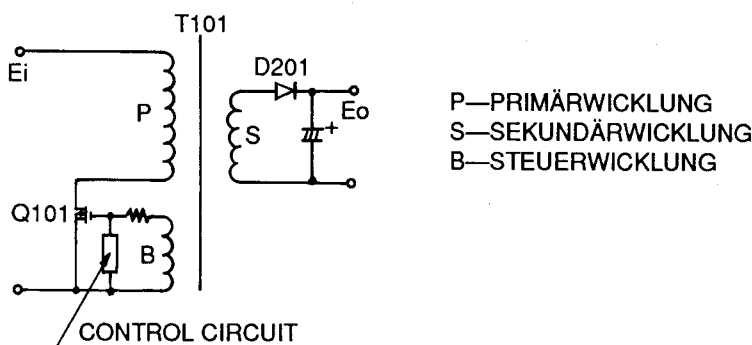 T101
Ei
D201
P
S
Eo
+
P—PRIMÄRWICKLUNG
S—SEKUNDÄRWICKLUNG
B—STEUERWICKLUNG
Q101
B
CONTROL CIRCUIT